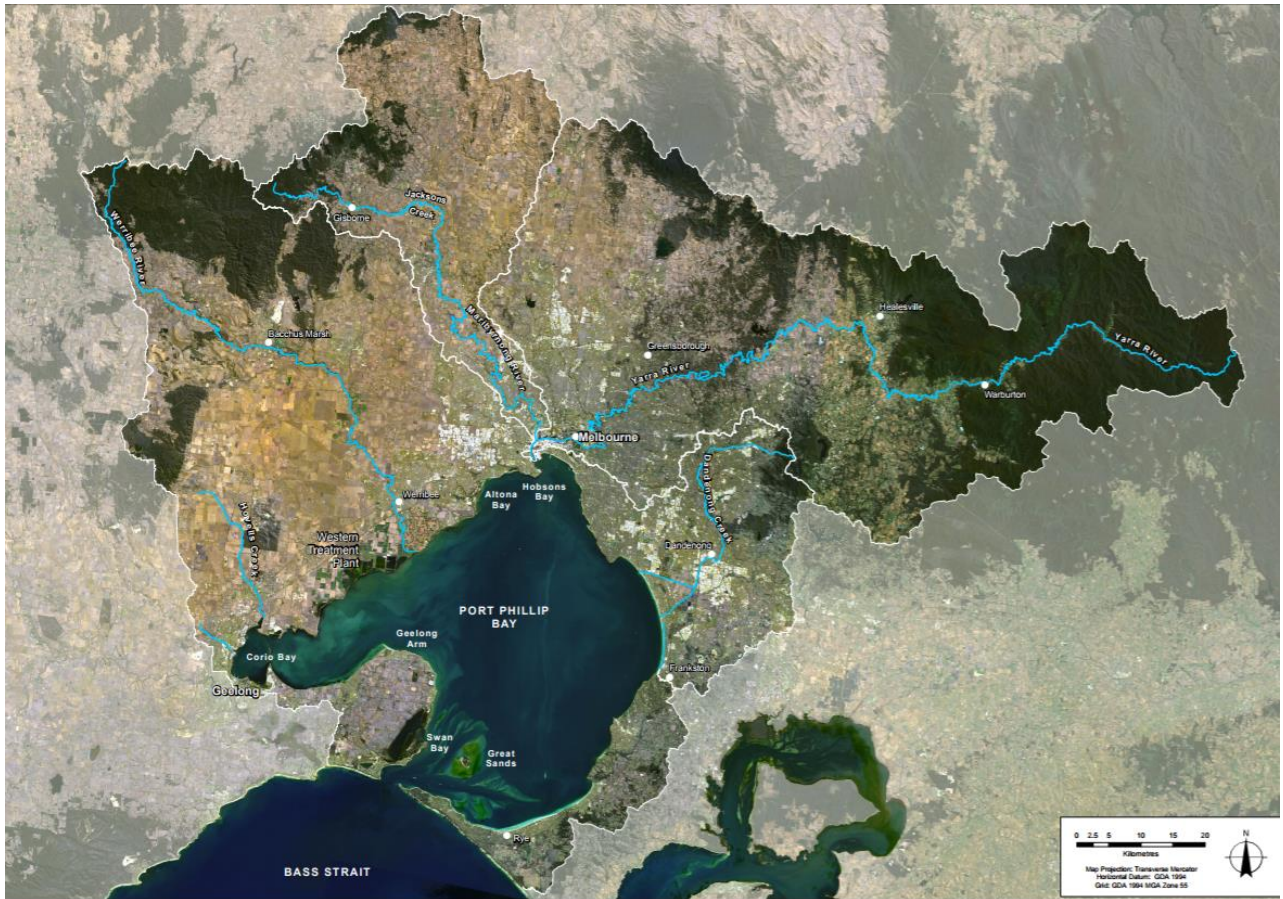 Jacksons
Creek
Gisborne
Werribee River
Maribyrnong River
Bacchus Marsh
Healesville
Greensborough
Yarra River
Yarra River
Warburton
Melbourne
Dandenong Creek
Altona
Bay
Hobsons
Bay
Werribee
Hovells Creek
Western
Treatment
Plant
Dandenong
PORT PHILLIP
BAY
Geelong
Arm
Corio Bay
Frankston
Geelong
Swan
Bay
Great
Sands
Rye
BASS STRAIT
0 2.5 5 10 15 20
Kilometres
N
Map Projection: Transverse Mercator
Horizontal Datum: GDA 1994
Grid: GDA 1994 MGA Zone 55